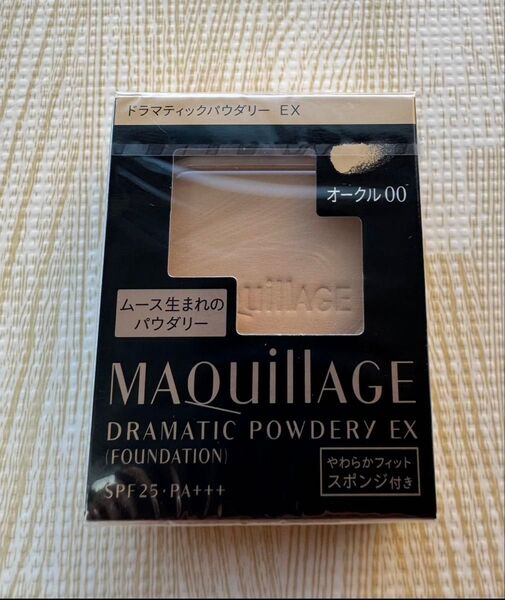 ドラマティックパウダリー EX
オークル00
quillAGE
ムース生まれの
パウダリー
MAQuillAGE
DRAMATIC POWDERY EX
(FOUNDATION)
SPF25・PA+++
やわらかフィット
スポンジ付き